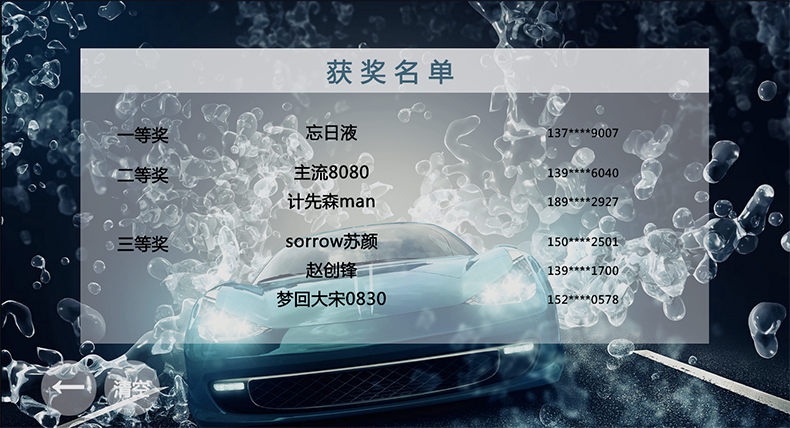 获奖名单
一等奖 忘日液 137****9007
二等奖 主流8080 139****6040
计先森man 189****2927
三等奖 sorrow苏颜 150****2501
赵创锋 139****1700
梦回大宋0830 152****0578
清空